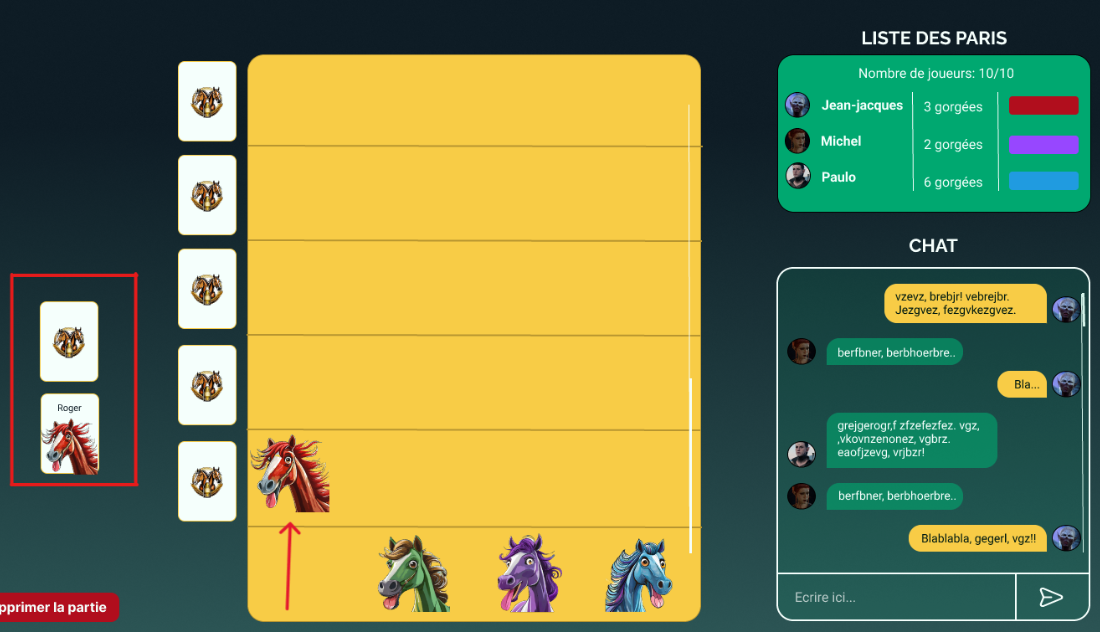 LISTE DES PARIS
Nombre de joueurs: 10/10
Jean-jacques 3 gorgées
Michel 2 gorgées
Paulo 6 gorgées
CHAT
vzevz, brebjr! vebrejbr.
Jezgvez, fezgvkezgvez.
berfbner, berbhoerbre..
Bla...
grejgerogr,f zfzefezfez. vgz,
,vkovnzenonez, vgbrz.
eaofjzevg, vrjbzr!
berfbner, berbhoerbre..
Blablabla, gegerl, vgz!!
Ecrire ici...
Roger
pprimer la partie